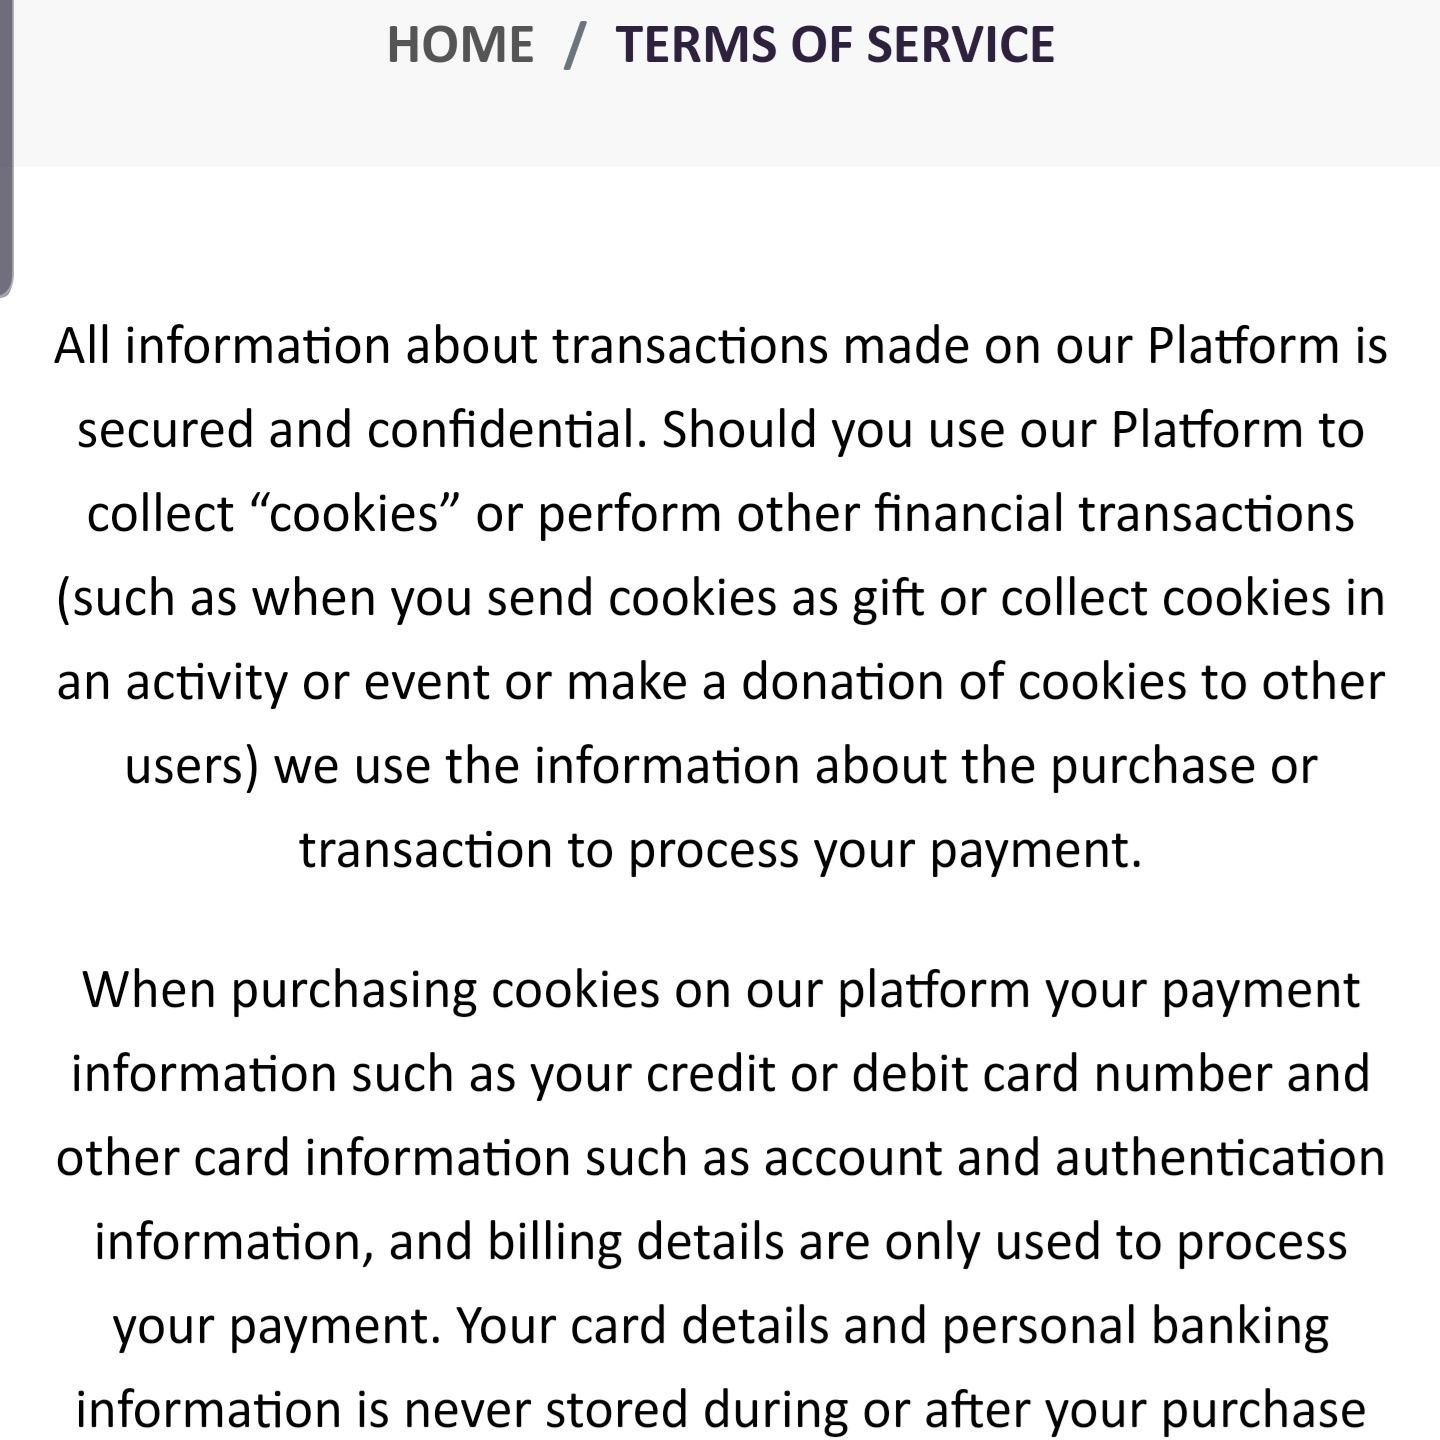 HOME / TERMS OF SERVICE
All information about transactions made on our Platform is
secured and confidential. Should you use our Platform to
collect “cookies” or perform other financial transactions
(such as when you send cookies as gift or collect cookies in
an activity or event or make a donation of cookies to other
users) we use the information about the purchase or
transaction to process your payment.
When purchasing cookies on our platform your payment
information such as your credit or debit card number and
other card information such as account and authentication
information, and billing details are only used to process
your payment. Your card details and personal banking
information is never stored during or after your purchase